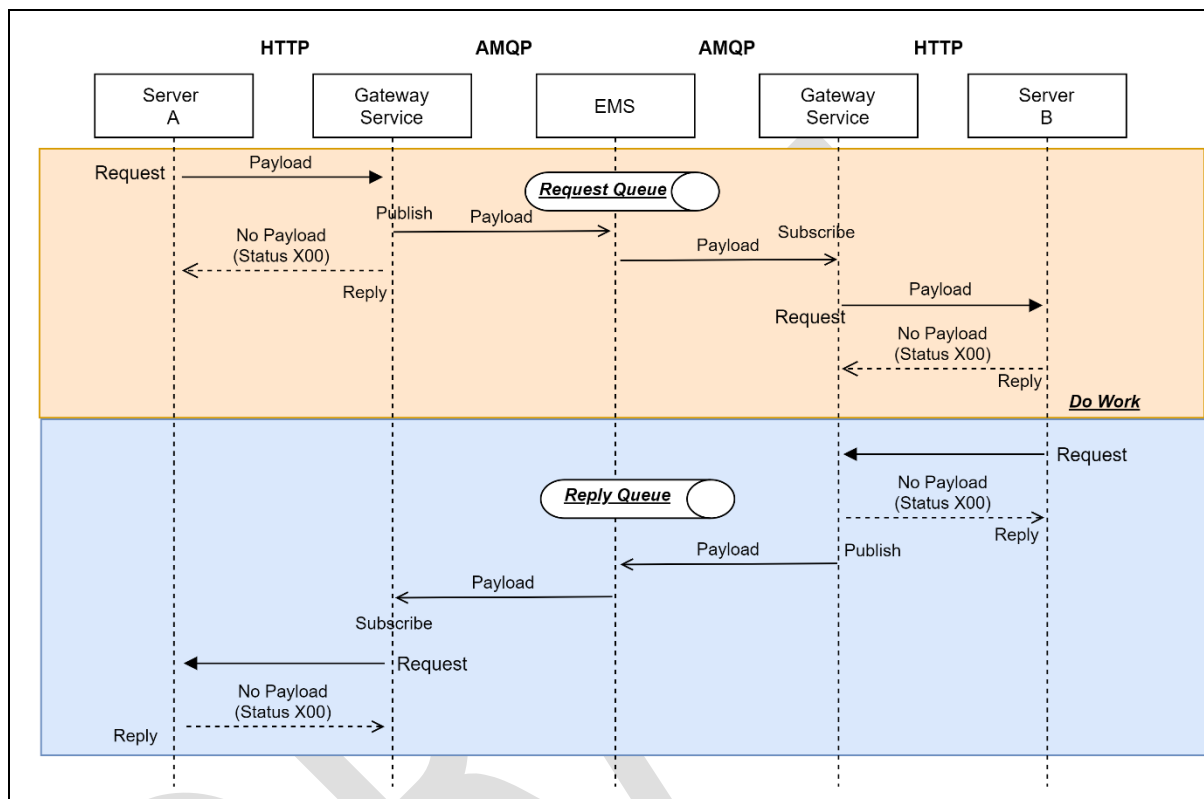 HTTP
AMQP
AMQP
HTTP
Server
A
Gateway
Service
EMS
Gateway
Service
Server
B
Request
Payload
Request Queue
Publish
Payload
Subscribe
No Payload
(Status X00)
Payload
Reply
Payload
Request
No Payload
(Status X00)
Reply
Do Work
Request
No Payload
(Status X00)
Reply Queue
Reply
Payload
Publish
Payload
Subscribe
Request
No Payload
(Status X00)
Reply